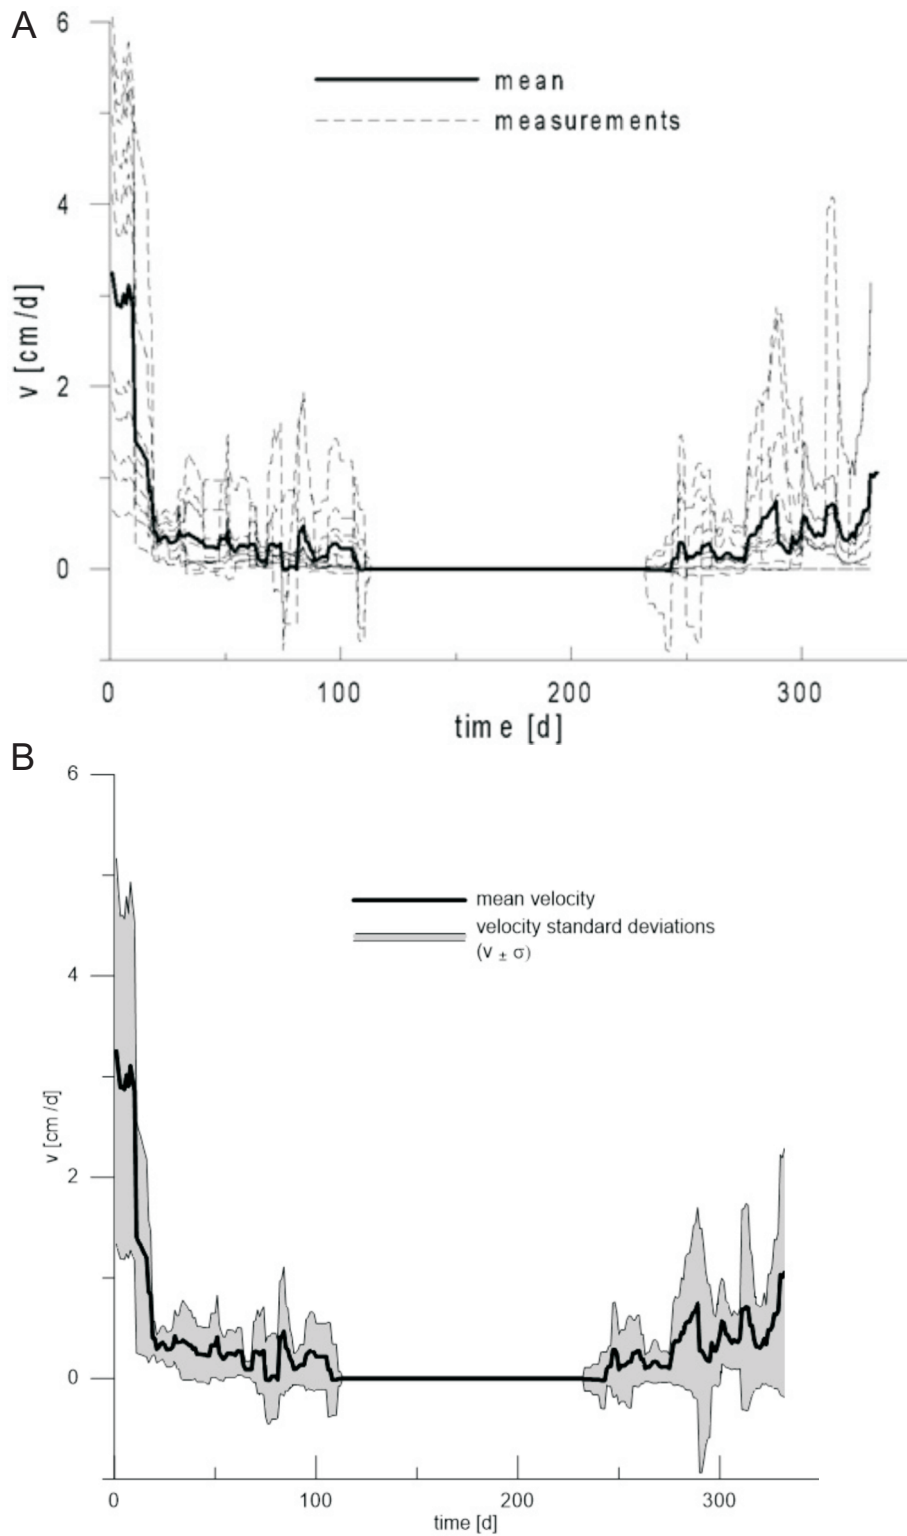 A
6
mean
measurements
4
v [cm/d]
2
0
0 100 200 300
time [d]
B
6
mean velocity
velocity standard deviations
(v ± σ)
4
v [cm/d]
2
0
0 100 200 300
time [d]